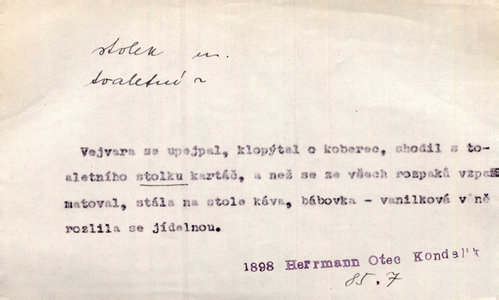 stolek m.
toaletní ~
Vejvara se upejpal, klopýtal o koberec, shodil s to-
aletního stolku kartáč, a než se ze všech rozpaků vzpa
matoval, stála na stole káva, bábovka - vanilková vůně
rozlila se jídelnou.
1898 Herrmann Otec Kondelík
85.7